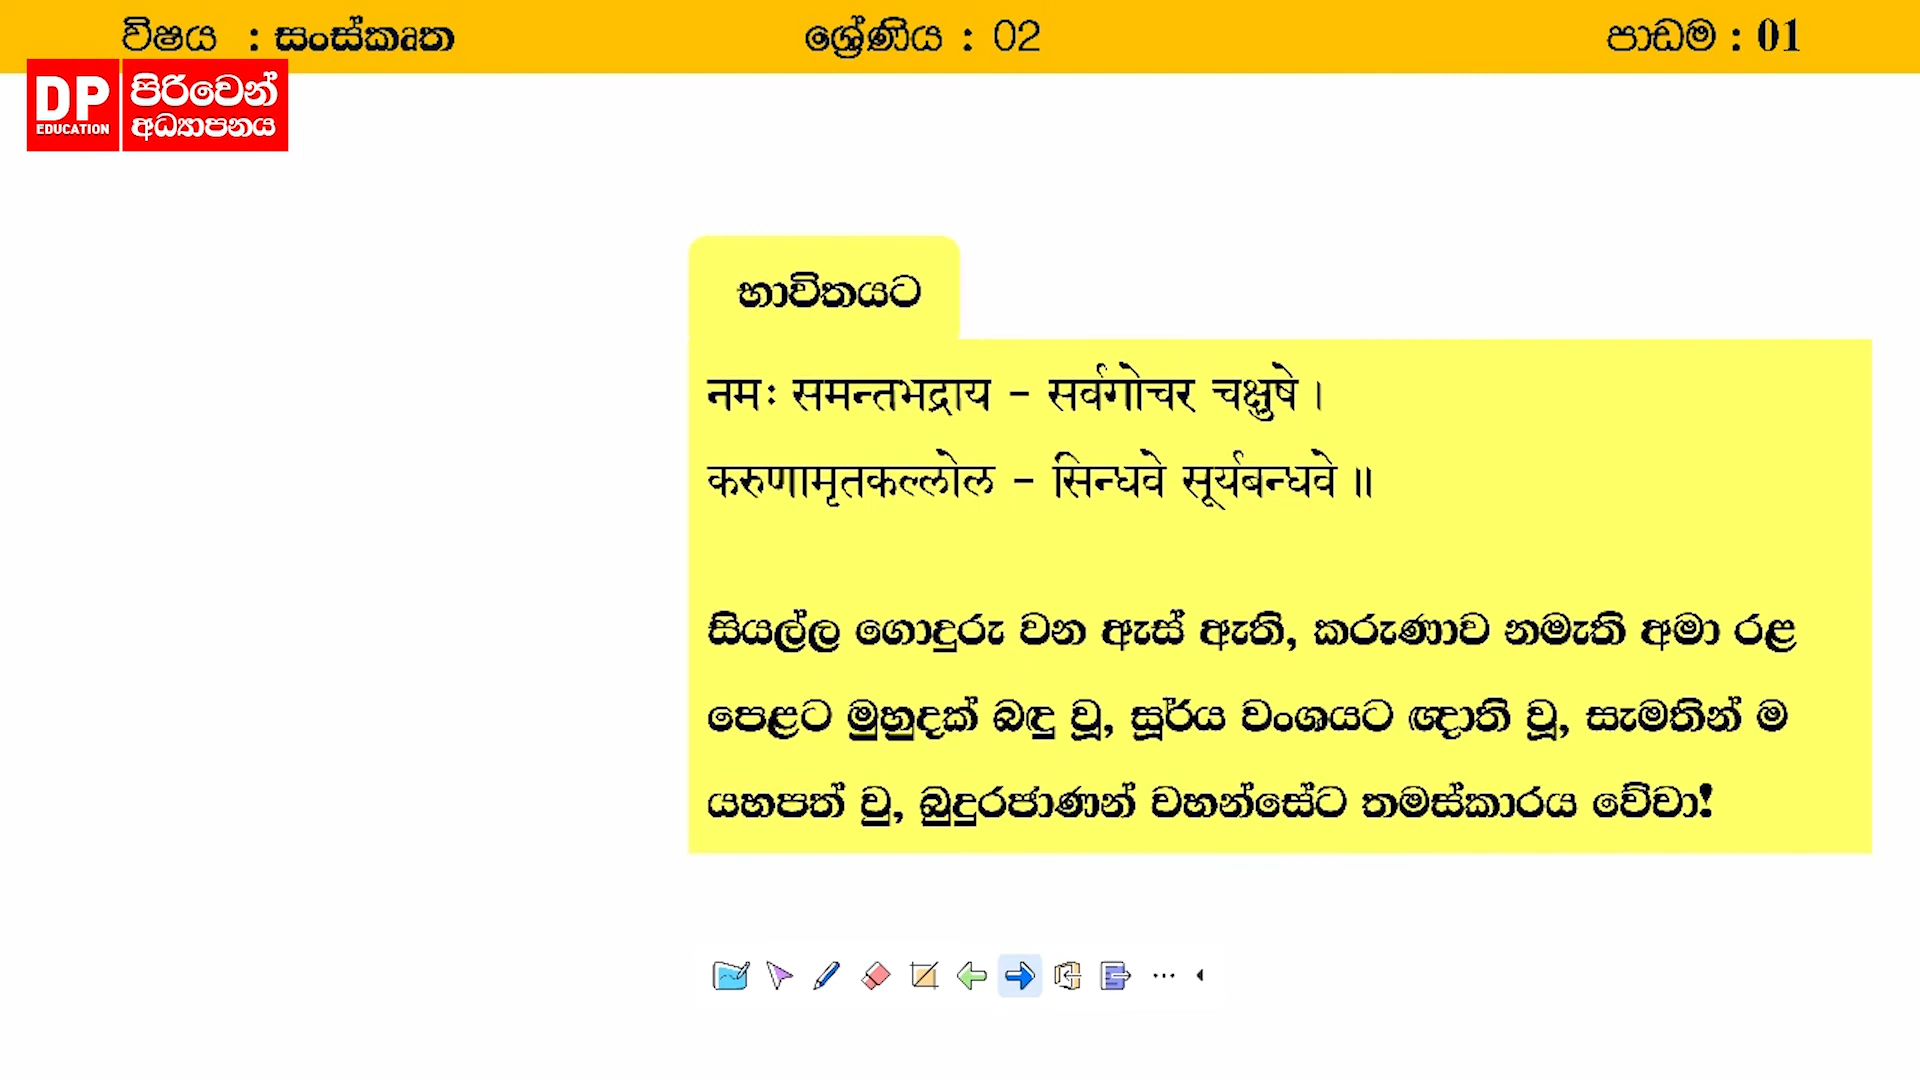 විෂය : සංස්කෘත ශ්‍රේණිය : 02 පාඩම : 01
DP EDUCATION පිරිවෙන් අධ්‍යාපනය
භාවිතයට
नमः समन्तभद्राय - सर्वगोचर चक्षुषे ।
करुणामृतकल्लोल - सिन्धवे सूर्यबन्धवे ॥
සියල්ල ගොදුරු වන ඇස් ඇති, කරුණාව නමැති අමා රළ
පෙළට මුහුදක් බඳු වූ, සූර්ය වංශයට ඥාති වූ, සැමතින් ම
යහපත් වු, බුදුරජාණන් වහන්සේට තමස්කාරය වේවා!